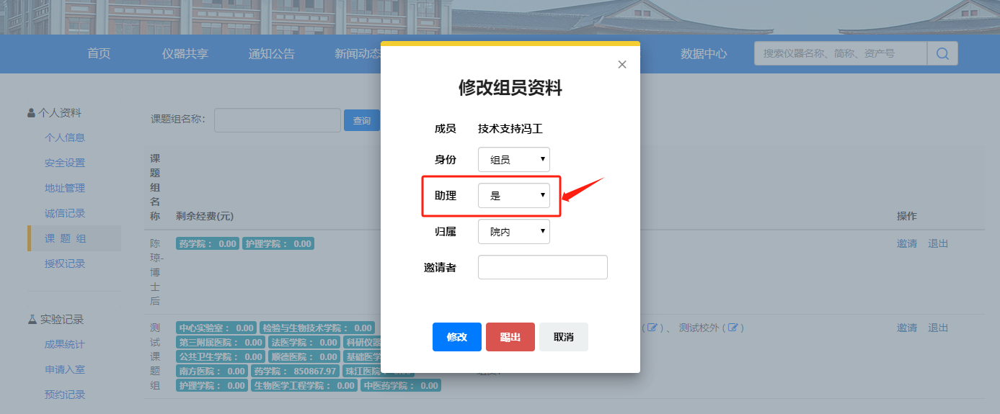 首页 仪器共享 通知公告 新闻动态 数据中心 搜索仪器名称、简称、资产号
修改组员资料
成员 技术支持冯工
身份 组员
助理 是
归属 院内
邀请者
修改 踢出 取消
个人资料
个人信息
安全设置
地址管理
诚信记录
课 题 组
授权记录
实验记录
成果统计
申请入室
预约记录
课题组名称： 查询
课
题
组
名
称 剩余经费(元) 操作
陈 药学院： 0.00 护理学院： 0.00 邀请 退出
琼-
博
士
后
测 中心实验室： 0.00 检验与生物技术学院： 0.00 ( )、 测试校外 ( ) 邀请 退出
试 第三附属医院： 0.00 法医学院： 0.00 科研仪器
课 公共卫生学院： 0.00 顺德医院： 0.00 基础医学
题 南方医院： 0.00 药学院： 850867.97 珠江医院： 0.00
组 护理学院： 0.00 生物医学工程学院： 0.00 中医药学院： 0.00